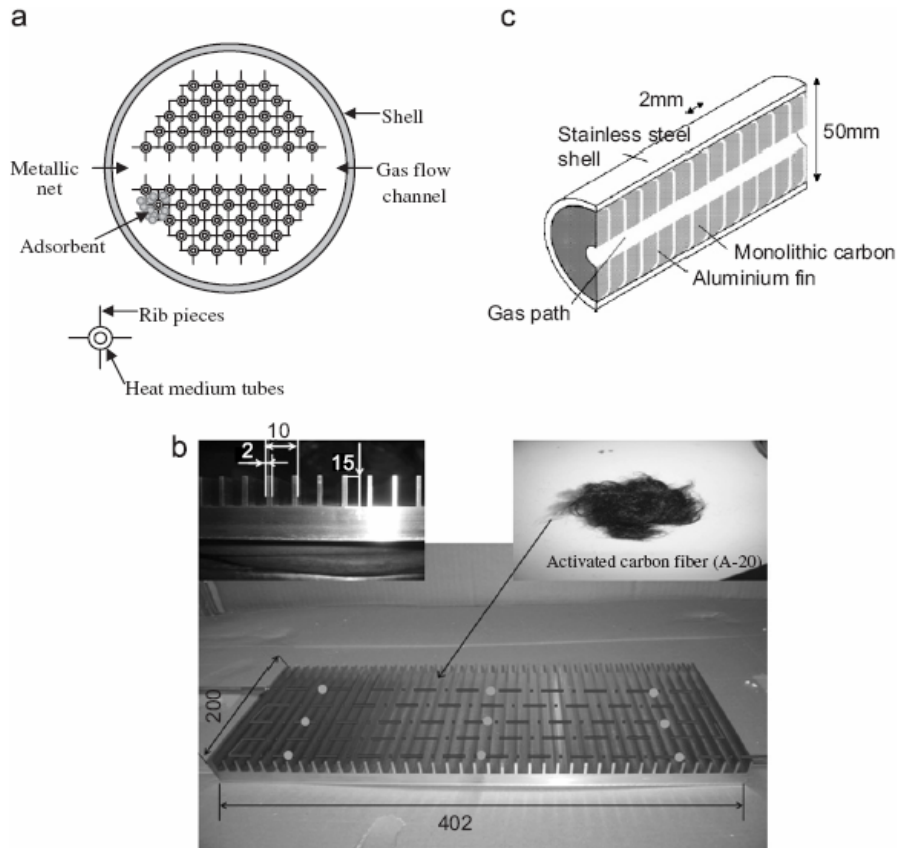 a
Shell
Metallic
net
Gas flow
channel
Adsorbent
Rib pieces
Heat medium tubes
c
2mm
Stainless steel
shell
50mm
Monolithic carbon
Aluminium fin
Gas path
b
10
2
15
Activated carbon fiber (A-20)
200
402